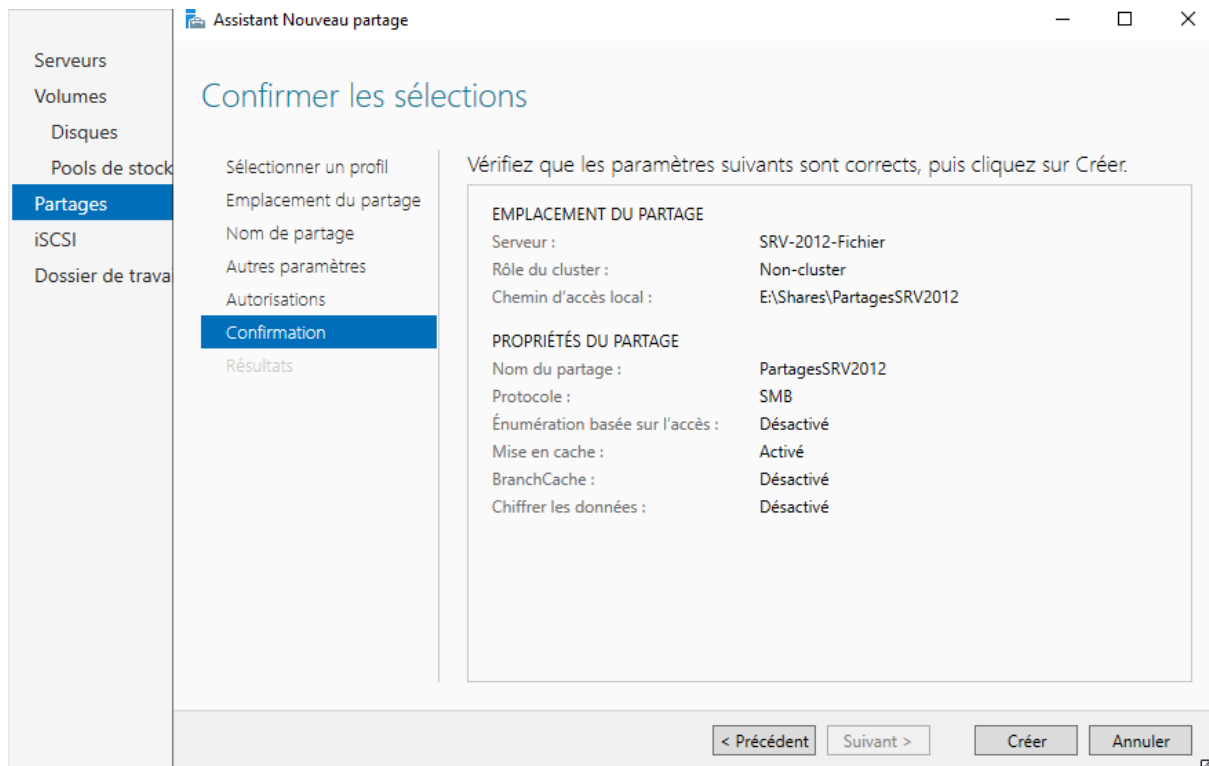 Assistant Nouveau partage
Serveurs
Volumes
Disques
Pools de stock
Partages
iSCSI
Dossier de travai
Confirmer les sélections
Sélectionner un profil
Emplacement du partage
Nom de partage
Autres paramètres
Autorisations
Confirmation
Résultats
Vérifiez que les paramètres suivants sont corrects, puis cliquez sur Créer.
EMPLACEMENT DU PARTAGE
Serveur : SRV-2012-Fichier
Rôle du cluster : Non-cluster
Chemin d'accès local : E:\Shares\PartagesSRV2012
PROPRIÉTÉS DU PARTAGE
Nom du partage : PartagesSRV2012
Protocole : SMB
Énumération basée sur l'accès : Désactivé
Mise en cache : Activé
BranchCache : Désactivé
Chiffrer les données : Désactivé
< Précédent Suivant > Créer Annuler